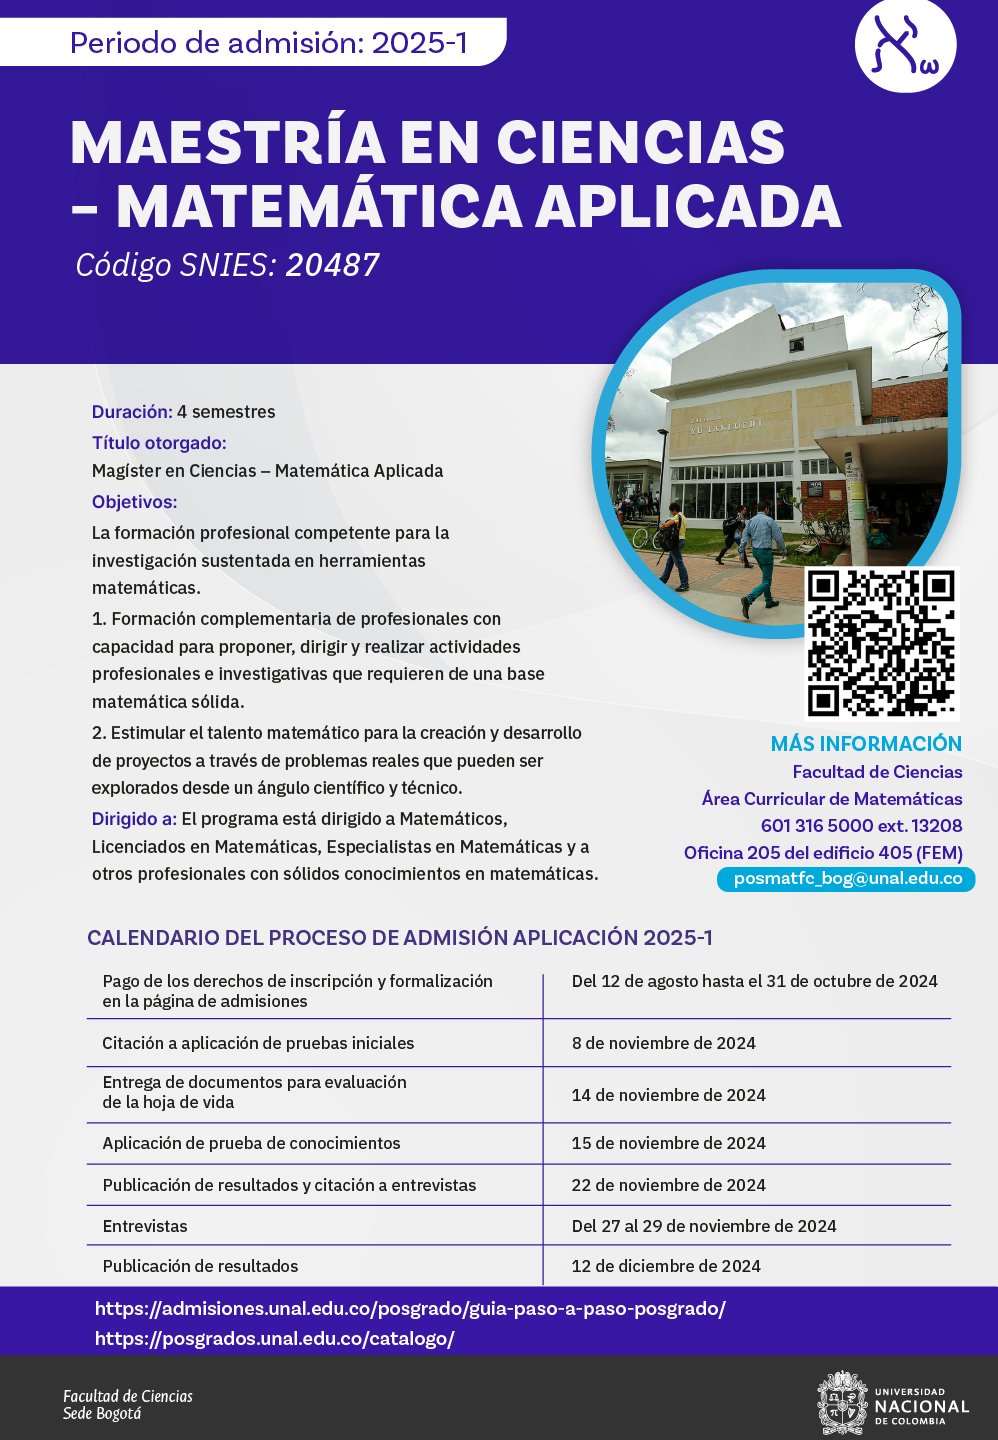 Periodo de admisión: 2025-1
MAESTRÍA EN CIENCIAS
– MATEMÁTICA APLICADA
Código SNIES: 20487
YU TAKEUCHI
404
Duración: 4 semestres
Título otorgado:
Magíster en Ciencias – Matemática Aplicada
Objetivos:
La formación profesional competente para la
investigación sustentada en herramientas
matemáticas.
1. Formación complementaria de profesionales con
capacidad para proponer, dirigir y realizar actividades
profesionales e investigativas que requieren de una base
matemática sólida.
2. Estimular el talento matemático para la creación y desarrollo
de proyectos a través de problemas reales que pueden ser
explorados desde un ángulo científico y técnico.
Dirigido a: El programa está dirigido a Matemáticos,
Licenciados en Matemáticas, Especialistas en Matemáticas y a
otros profesionales con sólidos conocimientos en matemáticas.
MÁS INFORMACIÓN
Facultad de Ciencias
Área Curricular de Matemáticas
601 316 5000 ext. 13208
Oficina 205 del edificio 405 (FEM)
posmatfc_bog@unal.edu.co
CALENDARIO DEL PROCESO DE ADMISIÓN APLICACIÓN 2025-1
Pago de los derechos de inscripción y formalización
en la página de admisiones
Del 12 de agosto hasta el 31 de octubre de 2024
Citación a aplicación de pruebas iniciales
8 de noviembre de 2024
Entrega de documentos para evaluación
de la hoja de vida
14 de noviembre de 2024
Aplicación de prueba de conocimientos
15 de noviembre de 2024
Publicación de resultados y citación a entrevistas
22 de noviembre de 2024
Entrevistas
Del 27 al 29 de noviembre de 2024
Publicación de resultados
12 de diciembre de 2024
https://admisiones.unal.edu.co/posgrado/guia-paso-a-paso-posgrado/
https://posgrados.unal.edu.co/catalogo/
Facultad de Ciencias
Sede Bogotá
UNIVERSIDAD
NACIONAL
DE COLOMBIA